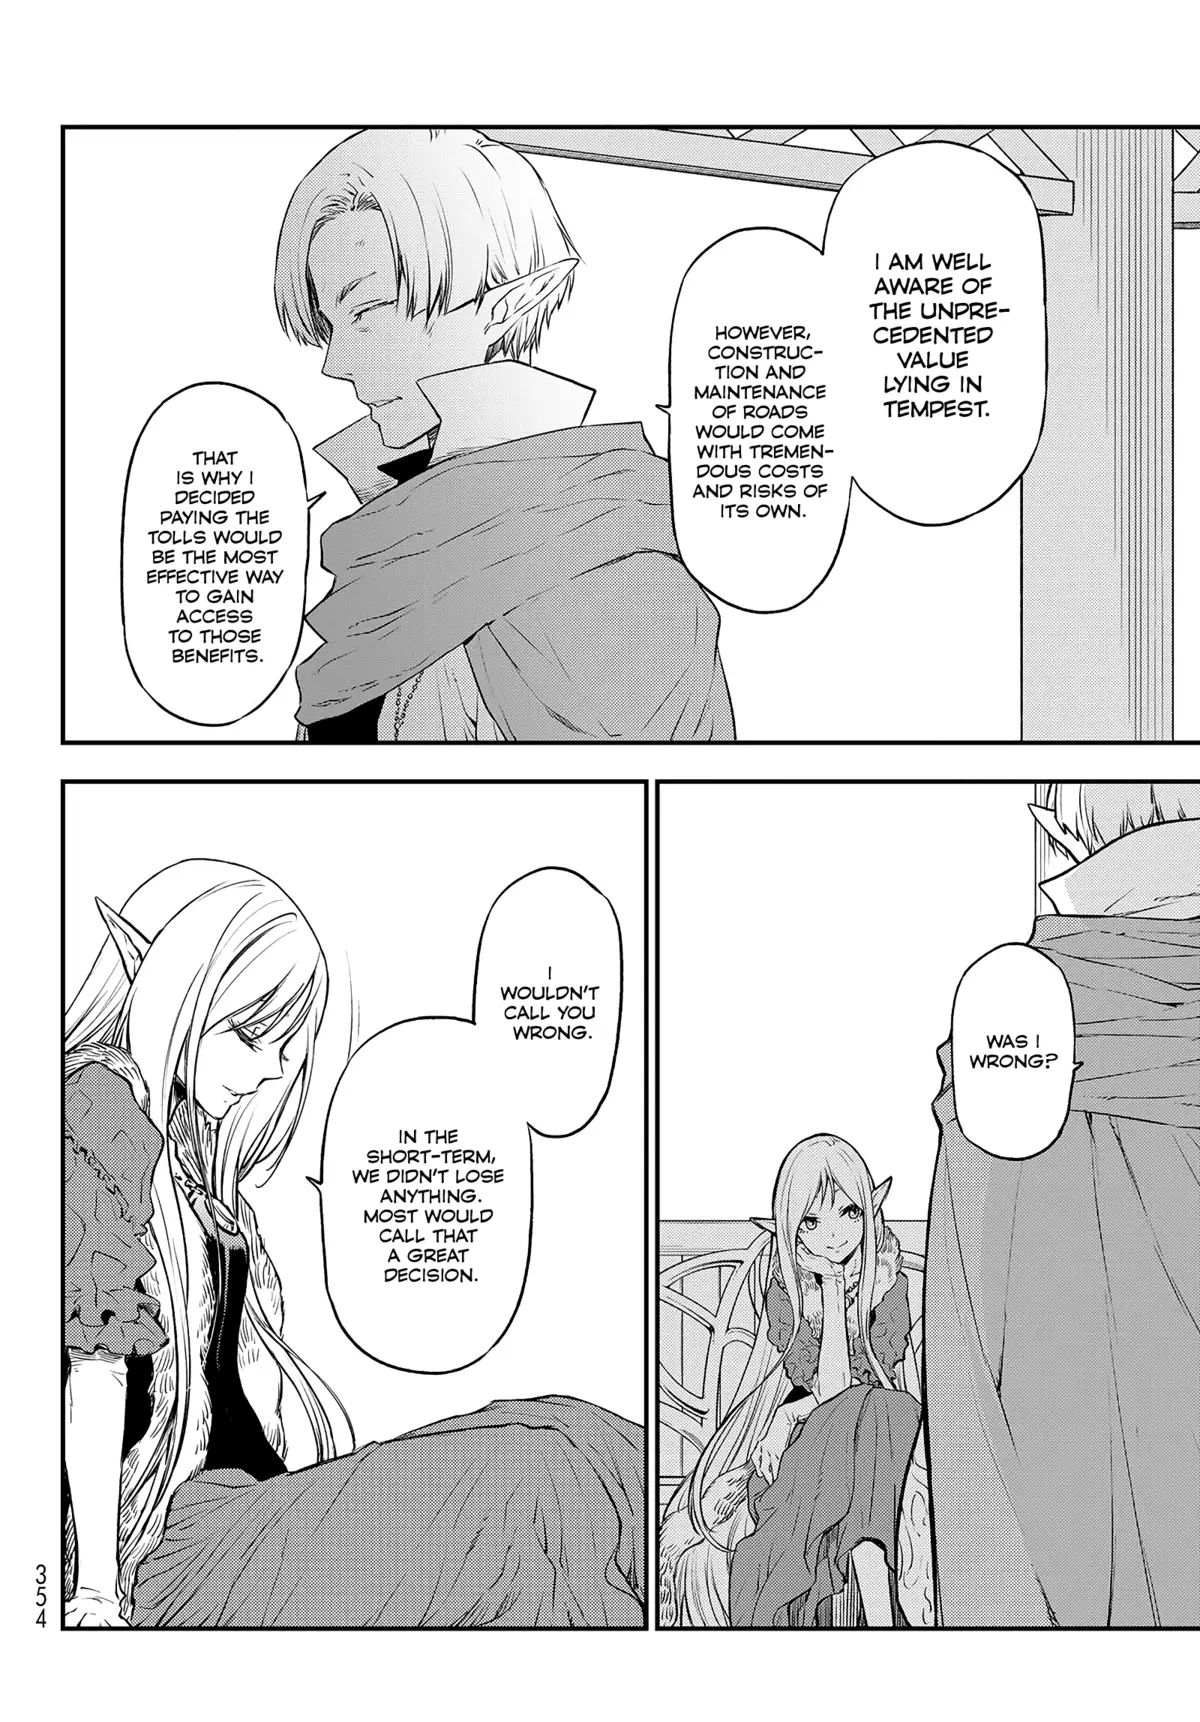 I AM WELL
AWARE OF
THE UNPRE-
CEDENTED
VALUE
LYING IN
TEMPEST.
HOWEVER,
CONSTRUC-
TION AND
MAINTENANCE
OF ROADS
WOULD COME
WITH TREMEN-
DOUS COSTS
AND RISKS OF
ITS OWN.
THAT
IS WHY I
DECIDED
PAYING THE
TOLLS WOULD
BE THE MOST
EFFECTIVE WAY
TO GAIN
ACCESS
TO THOSE
BENEFITS.
WAS I
WRONG?
I
WOULDN'T
CALL YOU
WRONG.
IN THE
SHORT-TERM,
WE DIDN'T LOSE
ANYTHING.
MOST WOULD
CALL THAT
A GREAT
DECISION.
354